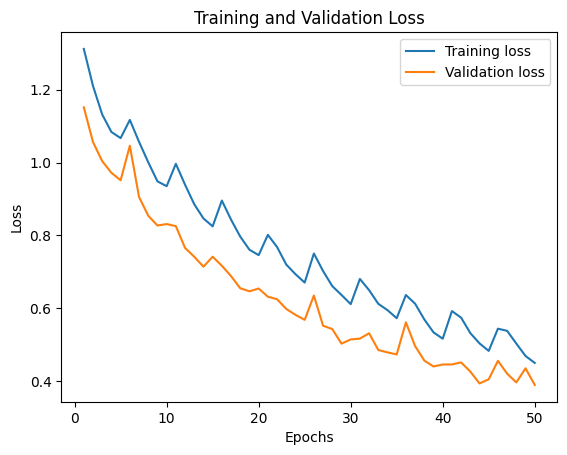 Training and Validation Loss
Training loss
Validation loss
1.2
1.0
0.8
0.6
0.4
Loss
0
10
20
30
40
50
Epochs